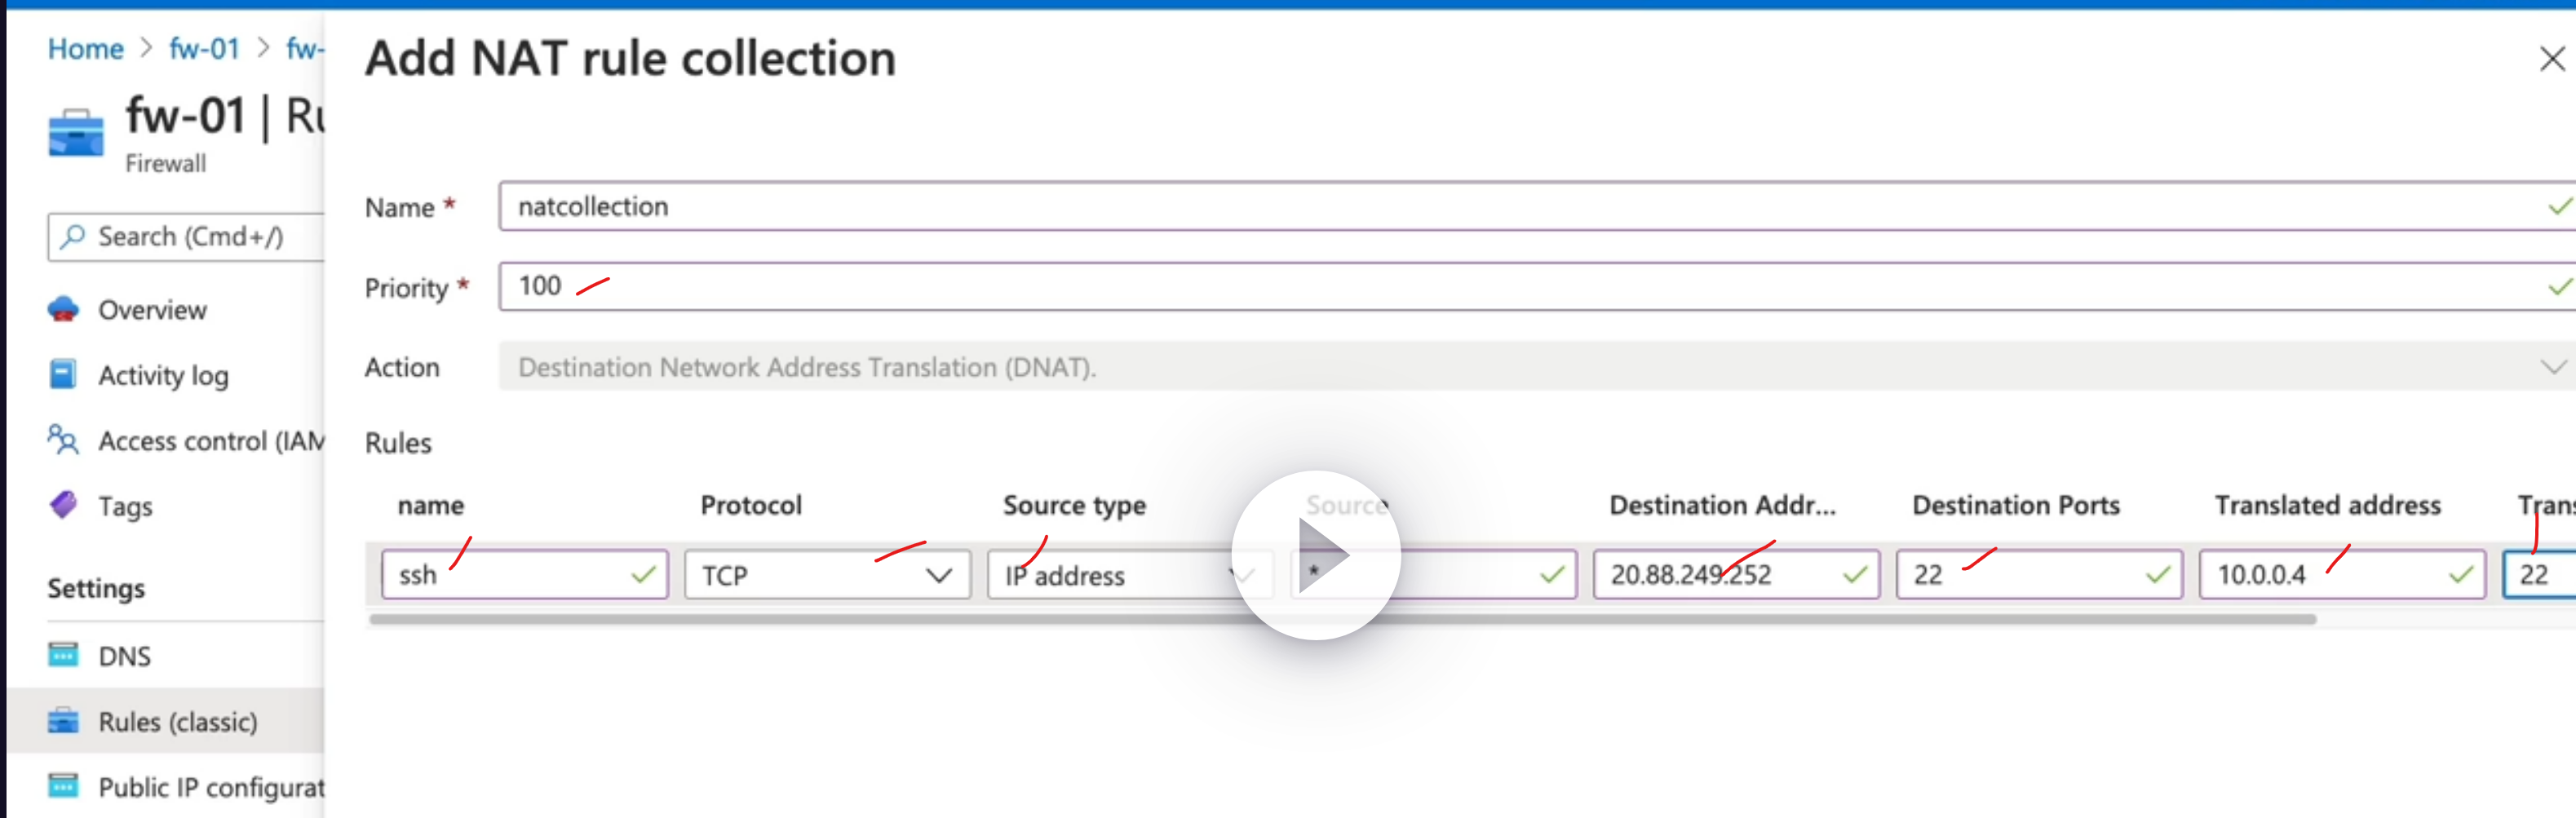 Home > fw-01 > fw-
Add NAT rule collection
fw-01 | Ru
Firewall
Search (Cmd+/)
Overview
Activity log
Access control (IAM
Tags
Settings
DNS
Rules (classic)
Public IP configurat
Name *
natcollection
Priority *
100
Action
Destination Network Address Translation (DNAT).
Rules
name Protocol Source type Source Destination Addr... Destination Ports Translated address Trans
ssh TCP IP address * 20.88.249.252 22 10.0.0.4 22